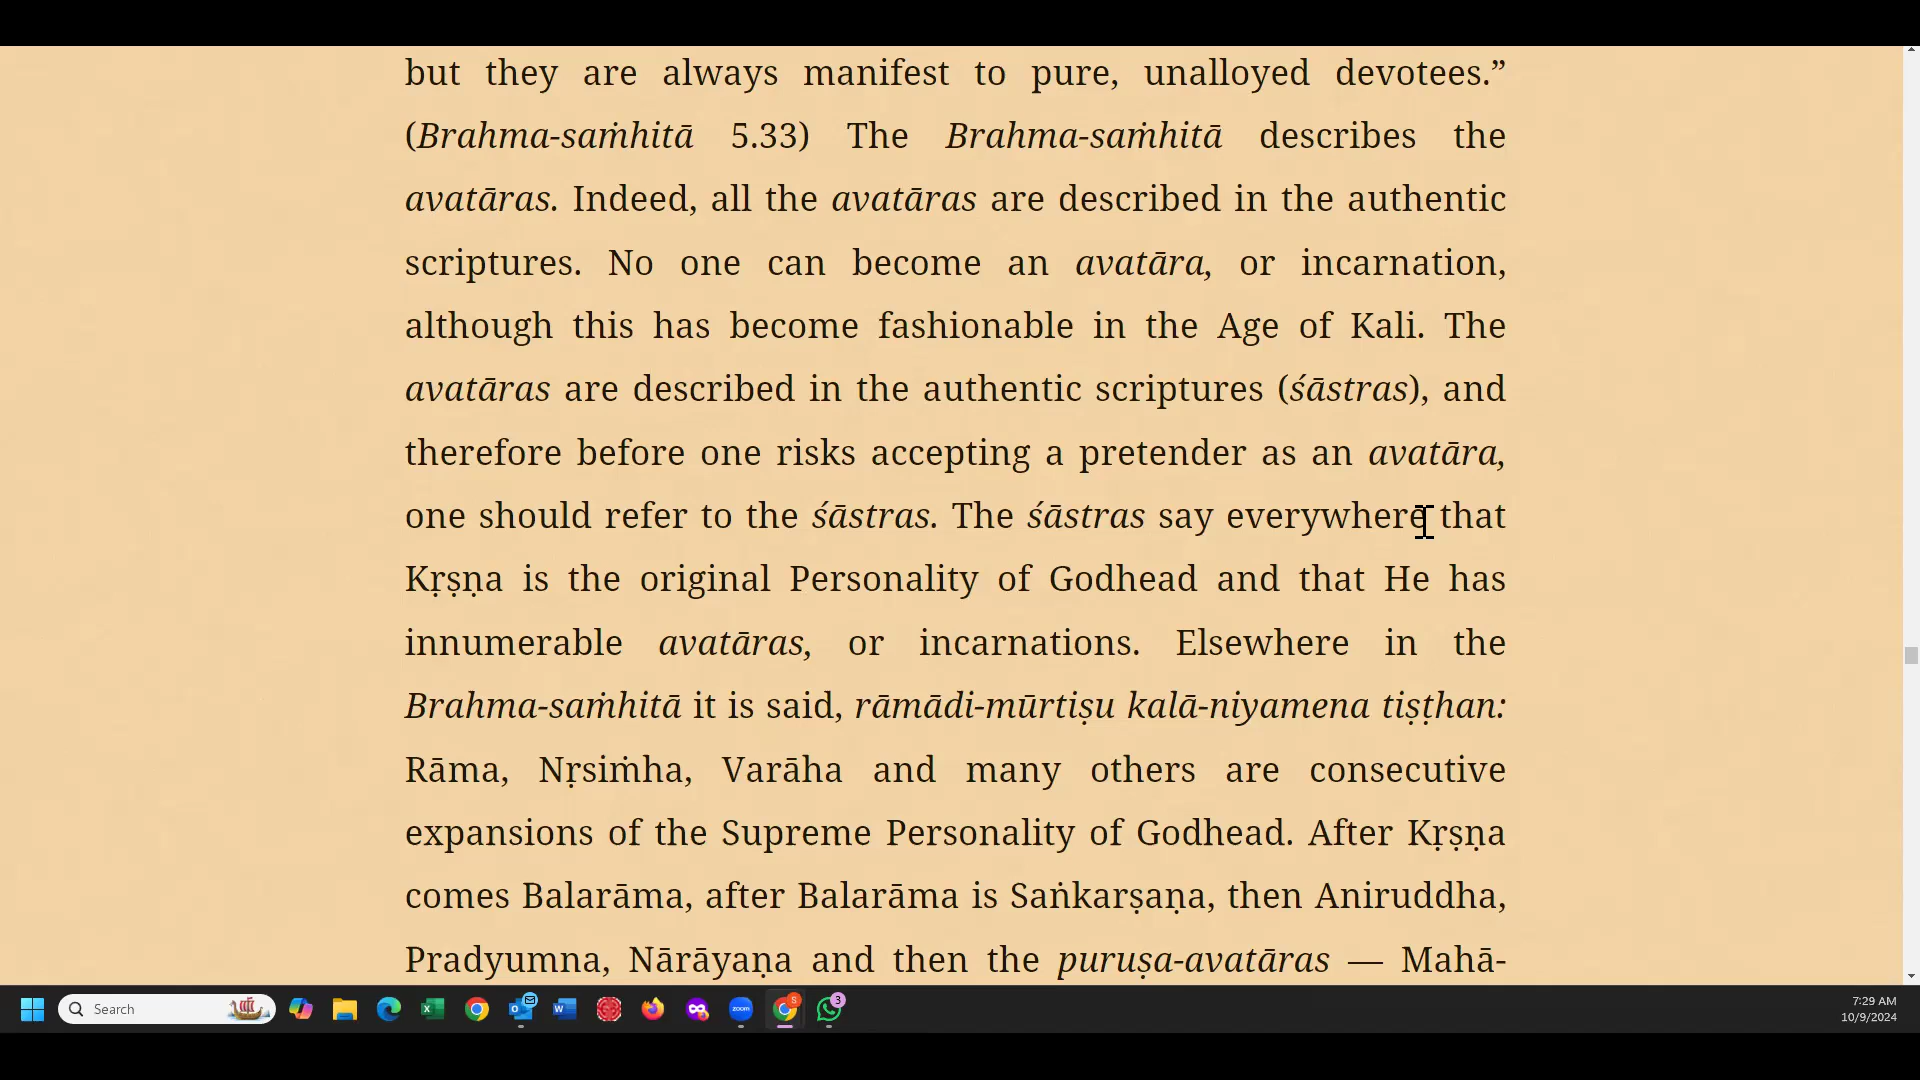 but they are always manifest to pure, unalloyed devotees.”
(Brahma-saṁhitā 5.33) The Brahma-saṁhitā describes the
avatāras. Indeed, all the avatāras are described in the authentic
scriptures. No one can become an avatāra, or incarnation,
although this has become fashionable in the Age of Kali. The
avatāras are described in the authentic scriptures (śāstras), and
therefore before one risks accepting a pretender as an avatāra,
one should refer to the śāstras. The śāstras say everywhere that
Kṛṣṇa is the original Personality of Godhead and that He has
innumerable avatāras, or incarnations. Elsewhere in the
Brahma-saṁhitā it is said, rāmādi-mūrtiṣu kalā-niyamena tiṣṭhan:
Rāma, Nṛsiṁha, Varāha and many others are consecutive
expansions of the Supreme Personality of Godhead. After Kṛṣṇa
comes Balarāma, after Balarāma is Saṅkarṣaṇa, then Aniruddha,
Pradyumna, Nārāyaṇa and then the puruṣa-avatāras — Mahā-
Search
zoom
S
3
7:29 AM
10/9/2024